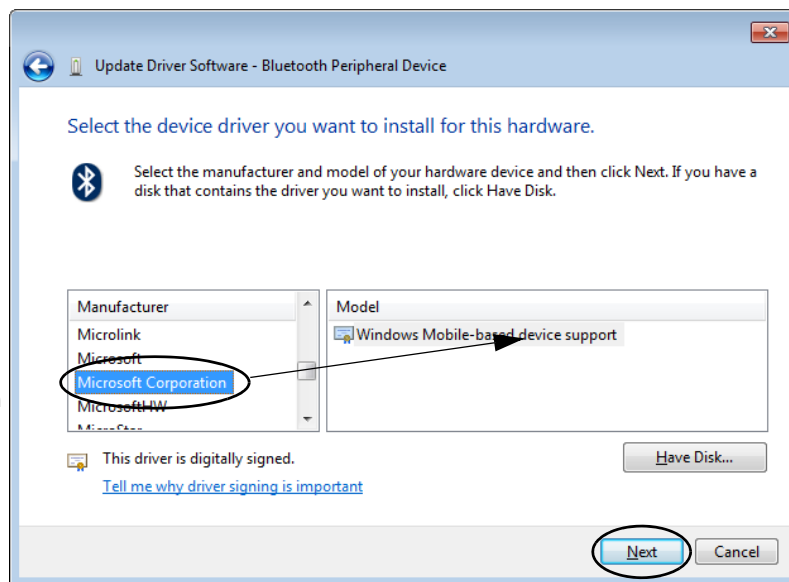 Update Driver Software - Bluetooth Peripheral Device
Select the device driver you want to install for this hardware.
Select the manufacturer and model of your hardware device and then click Next. If you have a
disk that contains the driver you want to install, click Have Disk.
Manufacturer
Microlink
Microsoft
Microsoft Corporation
MicrosoftHW
MicroStar
Model
Windows Mobile-based device support
This driver is digitally signed.
Tell me why driver signing is important
Have Disk...
Next
Cancel